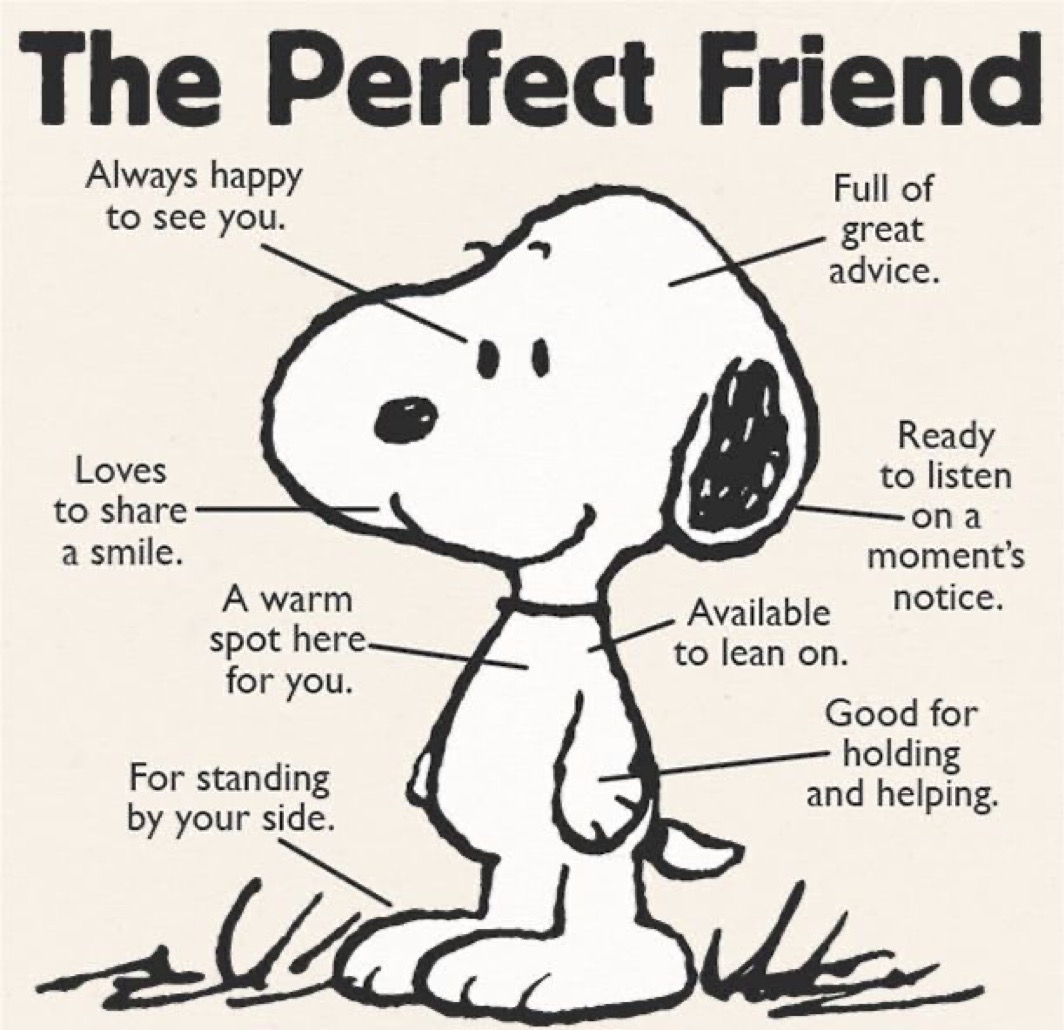 The Perfect Friend
Always happy
to see you.
Full of
great
advice.
Loves
to share
a smile.
Ready
to listen
on a
moment's
notice.
A warm
spot here
for you.
Available
to lean on.
Good for
holding
and helping.
For standing
by your side.